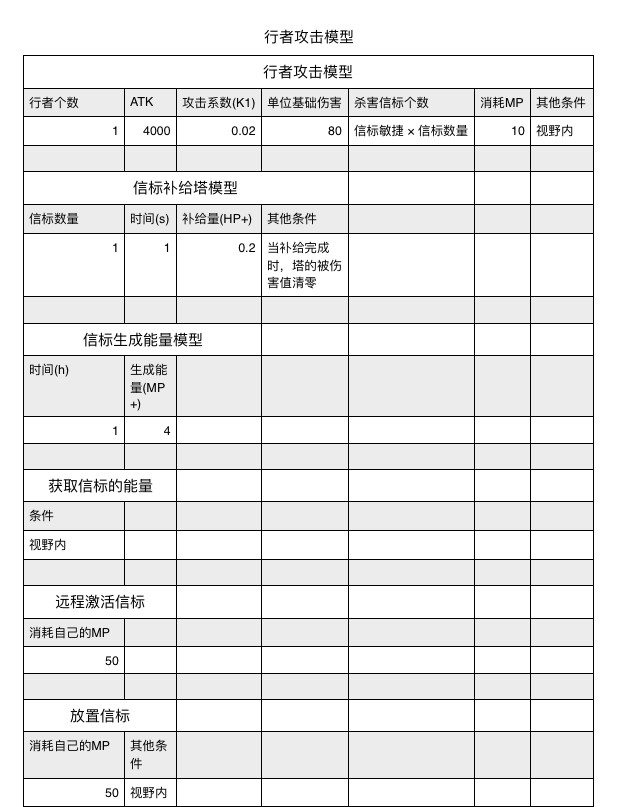 行者攻击模型
行者攻击模型
行者个数 ATK 攻击系数(K1) 单位基础伤害 杀害信标个数 消耗MP 其他条件
1 4000 0.02 80 信标敏捷 × 信标数量 10 视野内
信标补给塔模型
信标数量 时间(s) 补给量(HP+) 其他条件
1 1 0.2 当补给完成
时，塔的被伤
害值清零
信标生成能量模型
时间(h) 生成能
量(MP
+)
1 4
获取信标的能量
条件
视野内
远程激活信标
消耗自己的MP
50
放置信标
消耗自己的MP 其他条
件
50 视野内